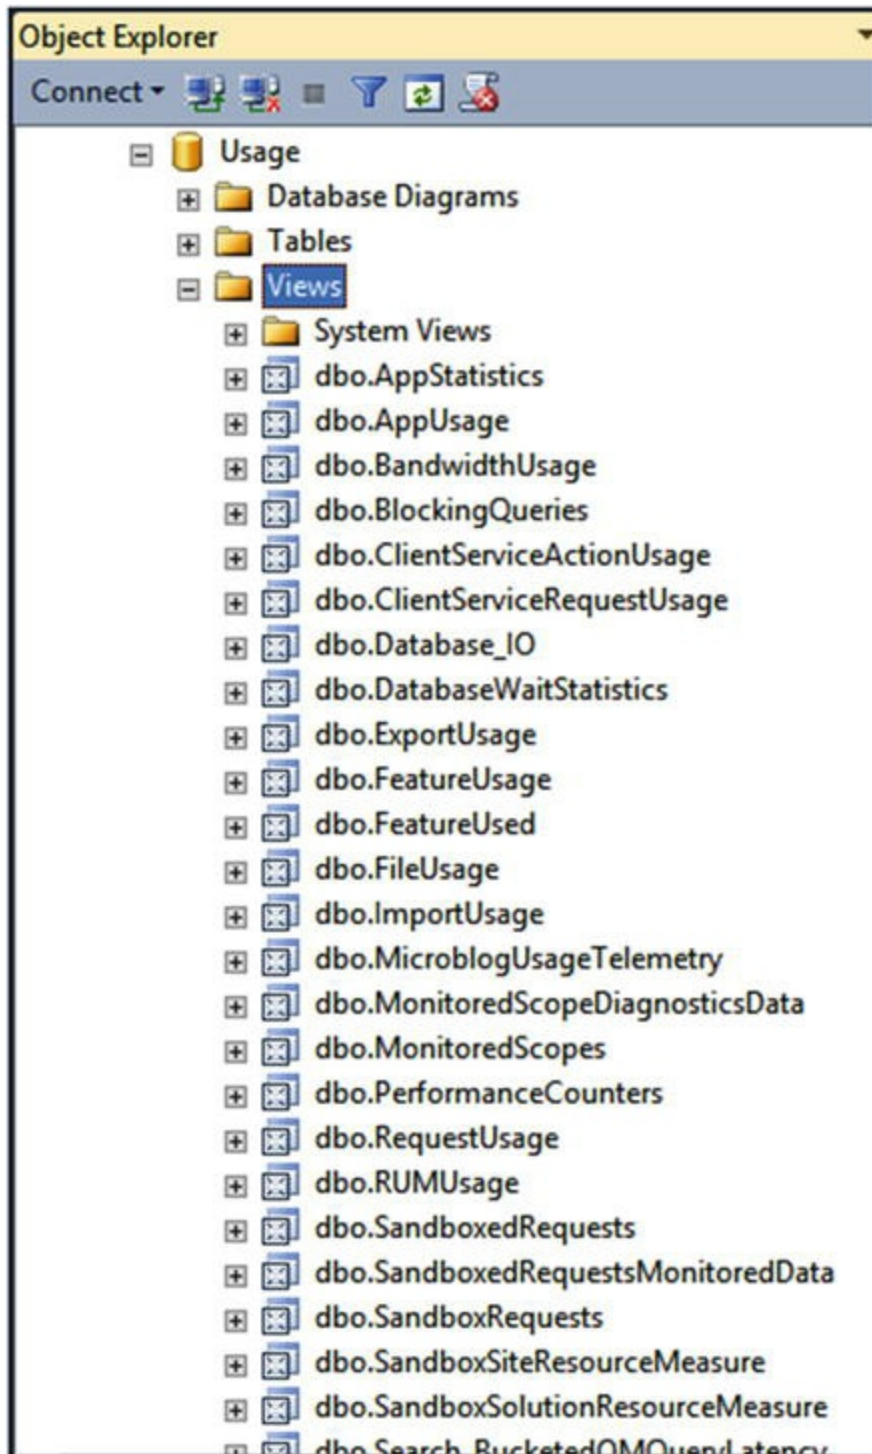 Object Explorer
Connect
Usage
Database Diagrams
Tables
Views
System Views
dbo.AppStatistics
dbo.AppUsage
dbo.BandwidthUsage
dbo.BlockingQueries
dbo.ClientServiceActionUsage
dbo.ClientServiceRequestUsage
dbo.Database_IO
dbo.DatabaseWaitStatistics
dbo.ExportUsage
dbo.FeatureUsage
dbo.FeatureUsed
dbo.FileUsage
dbo.ImportUsage
dbo.MicroblogUsageTelemetry
dbo.MonitoredScopeDiagnosticsData
dbo.MonitoredScopes
dbo.PerformanceCounters
dbo.RequestUsage
dbo.RUMUsage
dbo.SandboxedRequests
dbo.SandboxedRequestsMonitoredData
dbo.SandboxRequests
dbo.SandboxSiteResourceMeasure
dbo.SandboxSolutionResourceMeasure
dbo.Search_BucketedOMQueryLatency